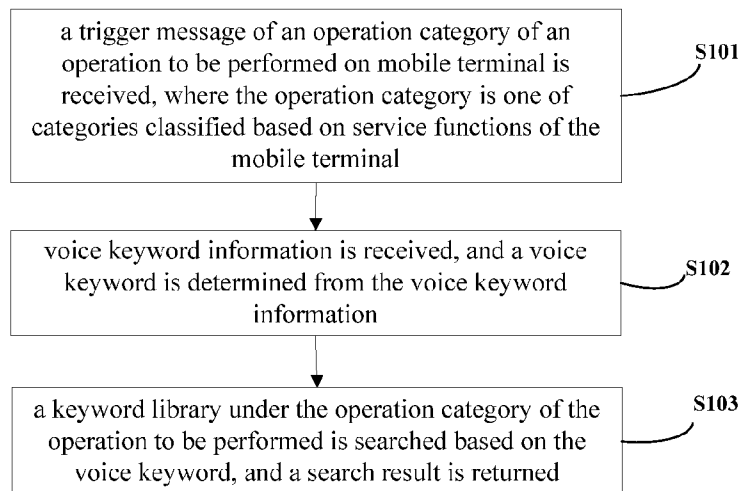 a trigger message of an operation category of an
operation to be performed on mobile terminal is
received, where the operation category is one of
categories classified based on service functions of the
mobile terminal
S101
voice keyword information is received, and a voice
keyword is determined from the voice keyword
information
S102
a keyword library under the operation category of the
operation to be performed is searched based on the
voice keyword, and a search result is returned
S103